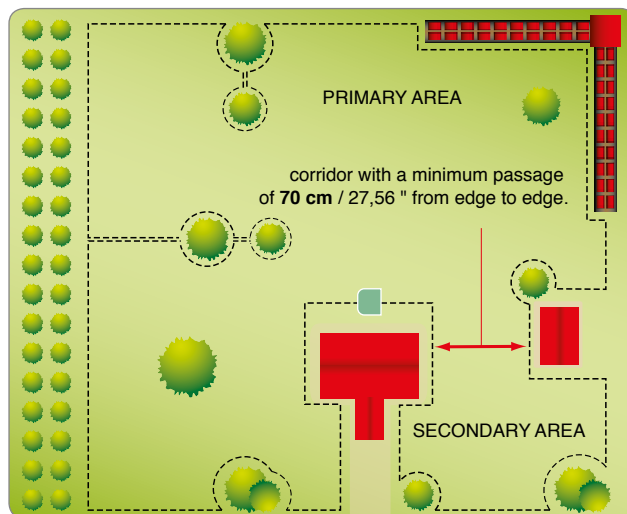 PRIMARY AREA
corridor with a minimum passage
of 70 cm / 27,56 " from edge to edge.
SECONDARY AREA